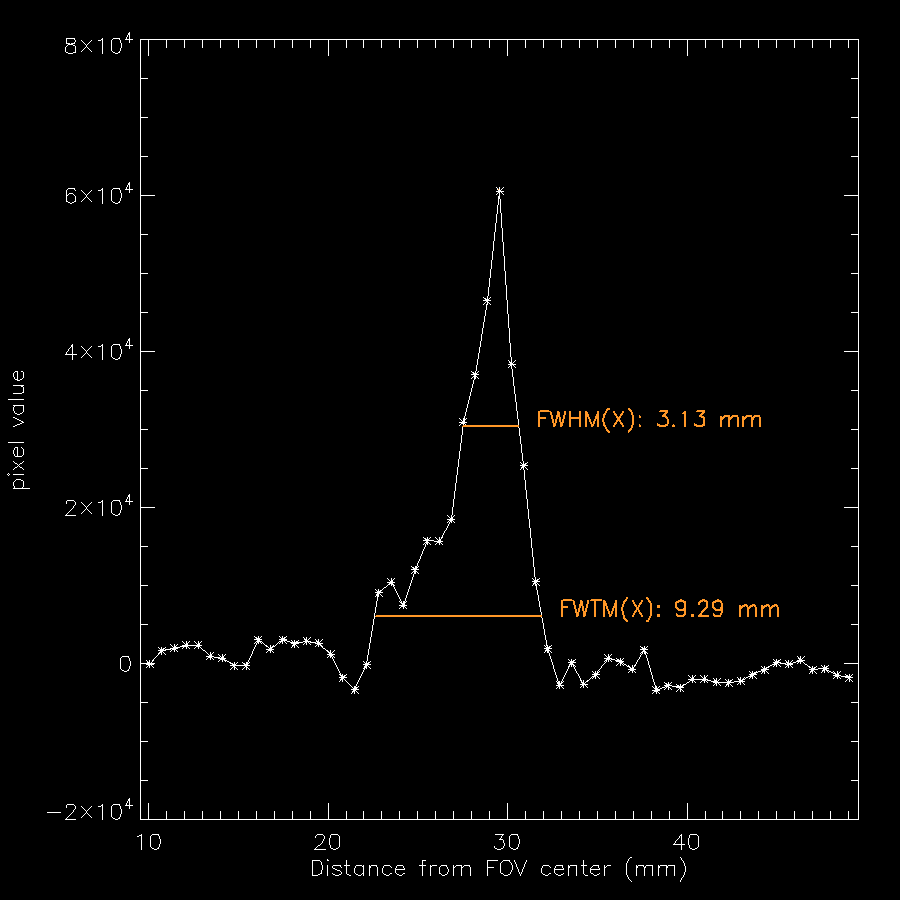 8×10⁴
6×10⁴
4×10⁴
2×10⁴
0
−2×10⁴
pixel value
FWHM(X): 3.13 mm
FWTM(X): 9.29 mm
10 20 30 40
Distance from FOV center (mm)